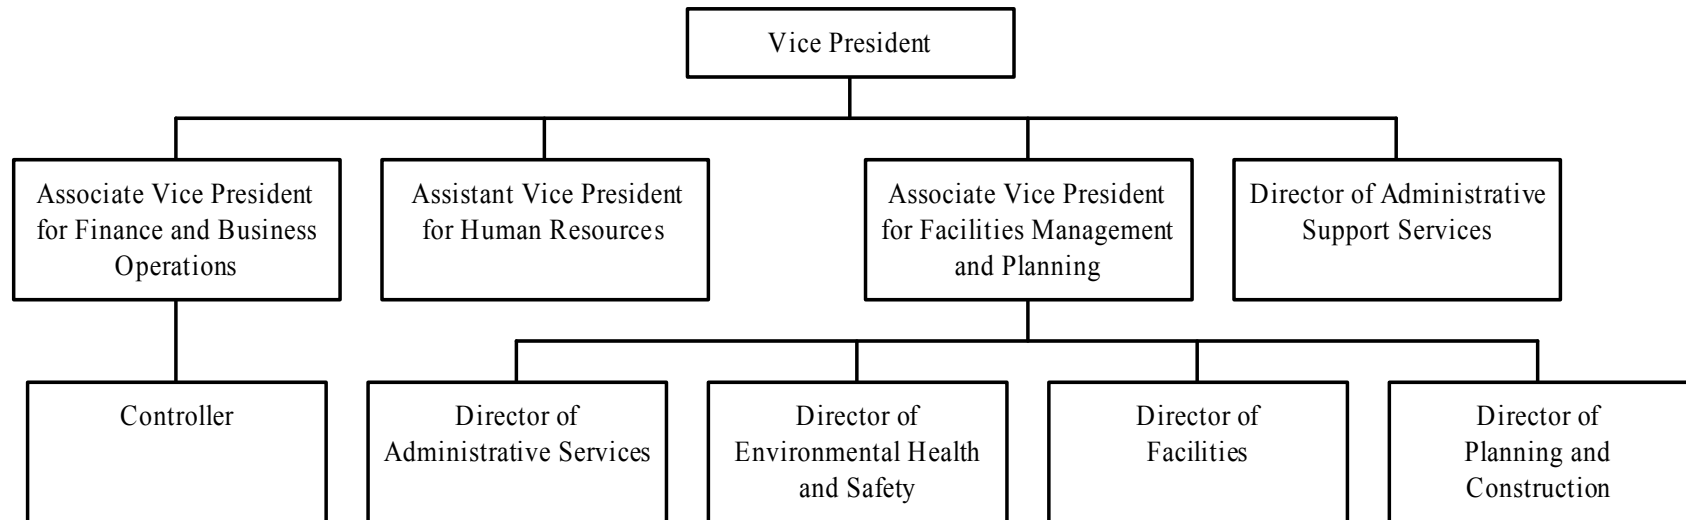 Vice President
Associate Vice President
for Finance and Business
Operations
Assistant Vice President
for Human Resources
Associate Vice President
for Facilities Management
and Planning
Director of Administrative
Support Services
Controller
Director of
Administrative Services
Director of
Environmental Health
and Safety
Director of
Facilities
Director of
Planning and
Construction